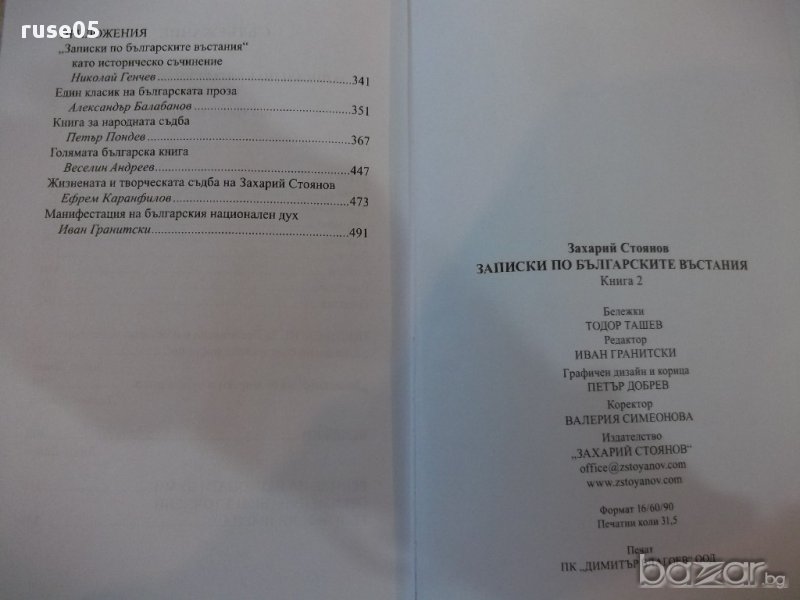 ruse05
ЛОЖЕНИЯ
„Записки по българските въстания“
като историческо съчинение
Николай Генчев 341
Един класик на българската проза
Александър Балабанов 351
Книга за народната съдба
Петър Пондев 367
Голямата българска книга
Веселин Андреев 447
Жизнената и творческата съдба на Захарий Стоянов
Ефрем Каранфилов 473
Манифестация на българския национален дух
Иван Гранитски 491
Захарий Стоянов
ЗАПИСКИ ПО БЪЛГАРСКИТЕ ВЪСТАНИЯ
Книга 2
Бележки
ТОДОР ТАШЕВ
Редактор
ИВАН ГРАНИТСКИ
Графичен дизайн и корица
ПЕТЪР ДОБРЕВ
Коректор
ВАЛЕРИЯ СИМЕОНОВА
Издателство
„ЗАХАРИЙ СТОЯНОВ“
office@zstoyanov.com
www.zstoyanov.com
Формат 16/60/90
Печатни коли 31,5
Печат
ПК „ДИМИТЪР БЛАГОЕВ“ ООД
bazar.bg